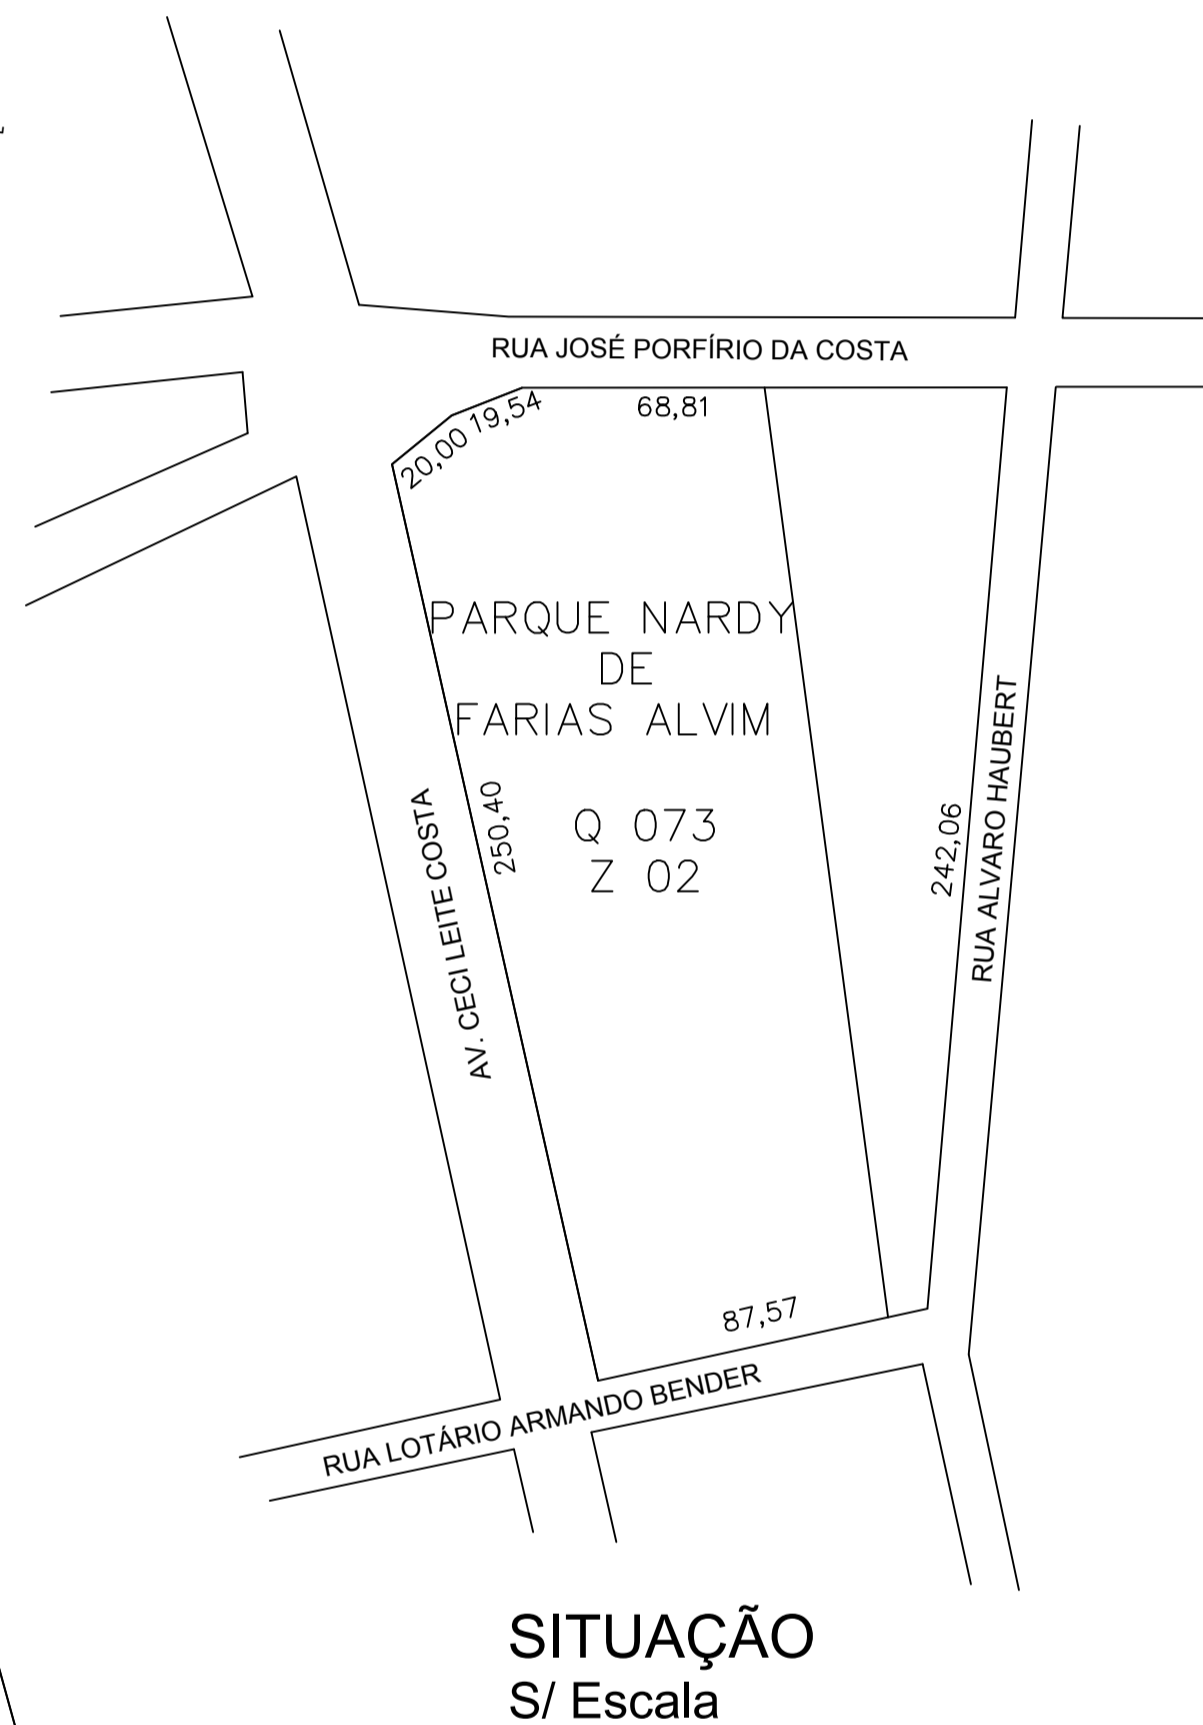 RUA JOSÉ PORFÍRIO DA COSTA
20,00
19,54
68,81
PARQUE NARDY
DE
FARIAS ALVIM
Q 073
Z 02
250,40
AV. CECI LEITE COSTA
242,06
RUA ALVARO HAUBERT
87,57
RUA LOTÁRIO ARMANDO BENDER
SITUAÇÃO
S/ Escala